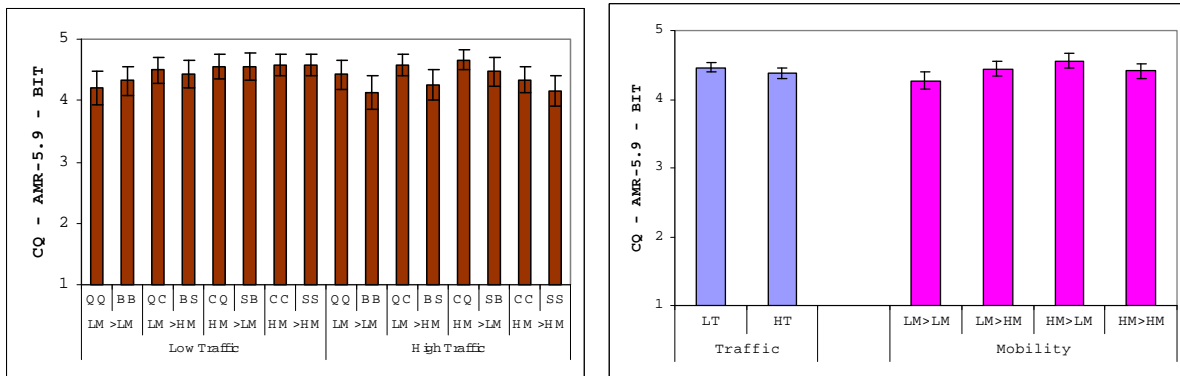 CQ - AMR-5.9 - BIT
5
4
3
2
1
QQ BB QC BS CQ SB CC SS QQ BB QC BS CQ SB CC SS
LM >LM LM >HM HM >LM HM >HM LM >LM LM >HM HM >LM HM >HM
Low Traffic High Traffic
CQ - AMR-5.9 - BIT
5
4
3
2
1
LT HT LM>LM LM>HM HM>LM HM>HM
Traffic Mobility